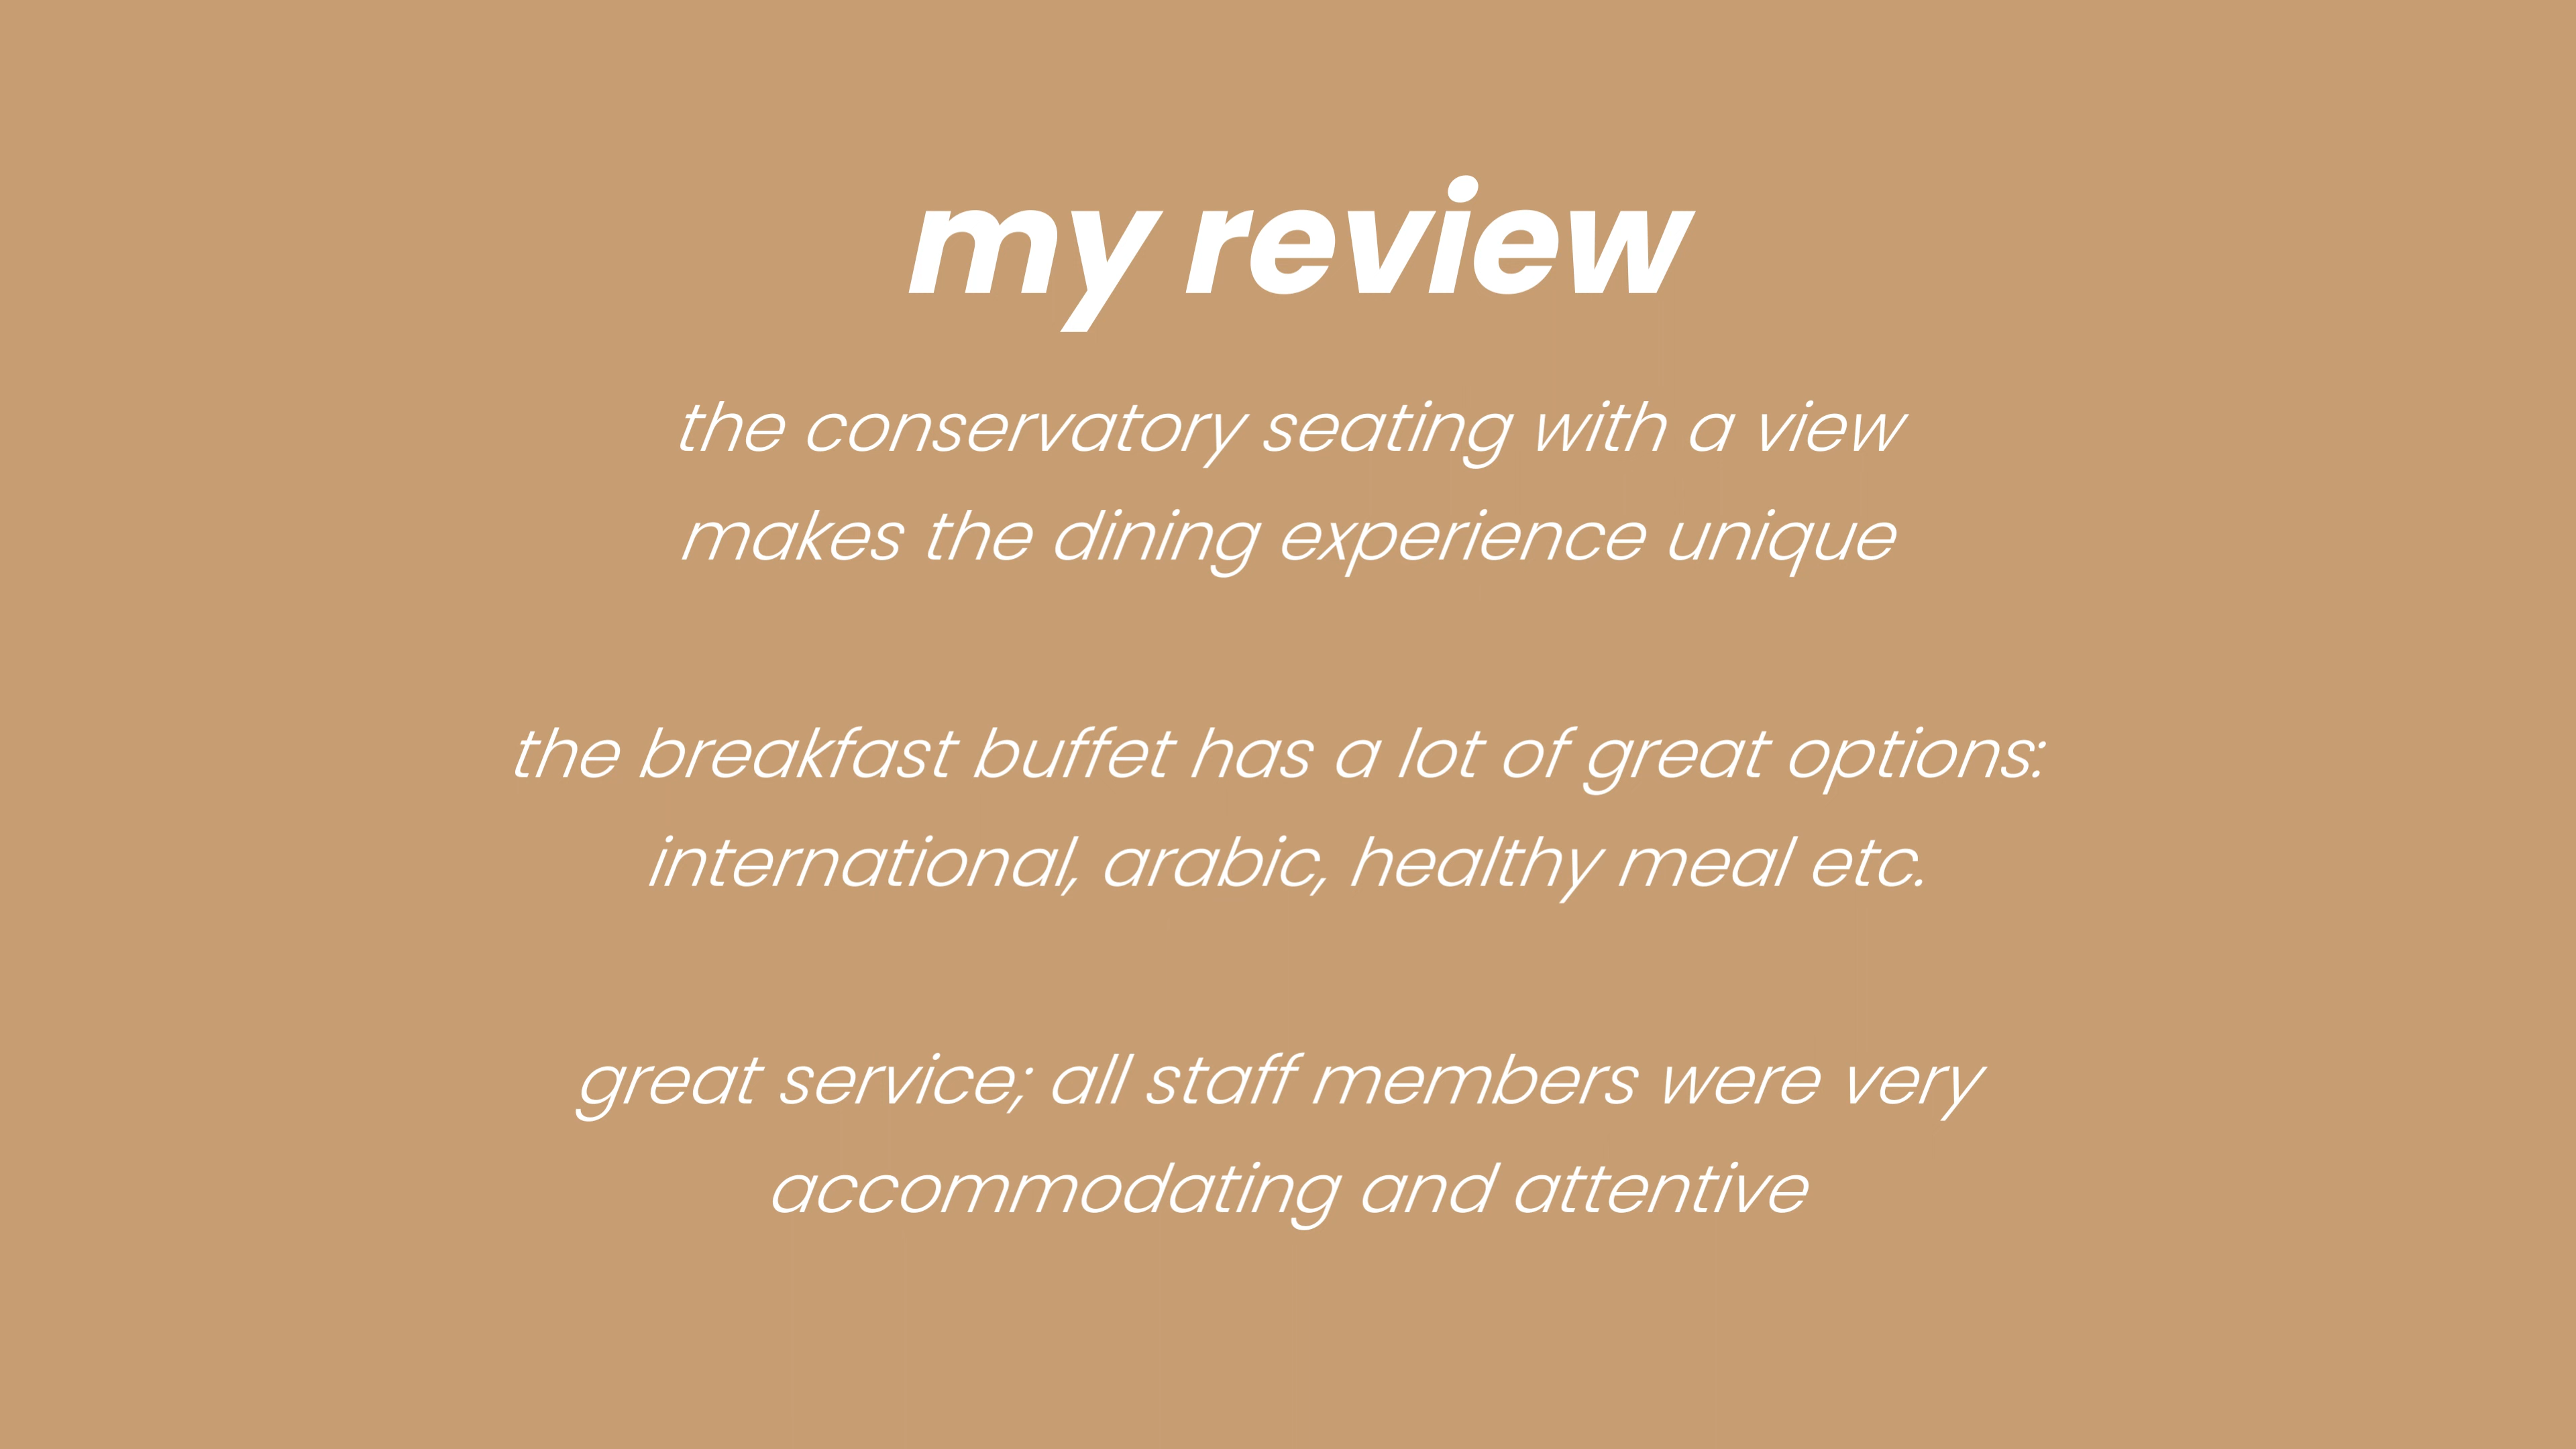 my review
the conservatory seating with a view
makes the dining experience unique
the breakfast buffet has a lot of great options:
international, arabic, healthy meal etc.
great service; all staff members were very
accommodating and attentive